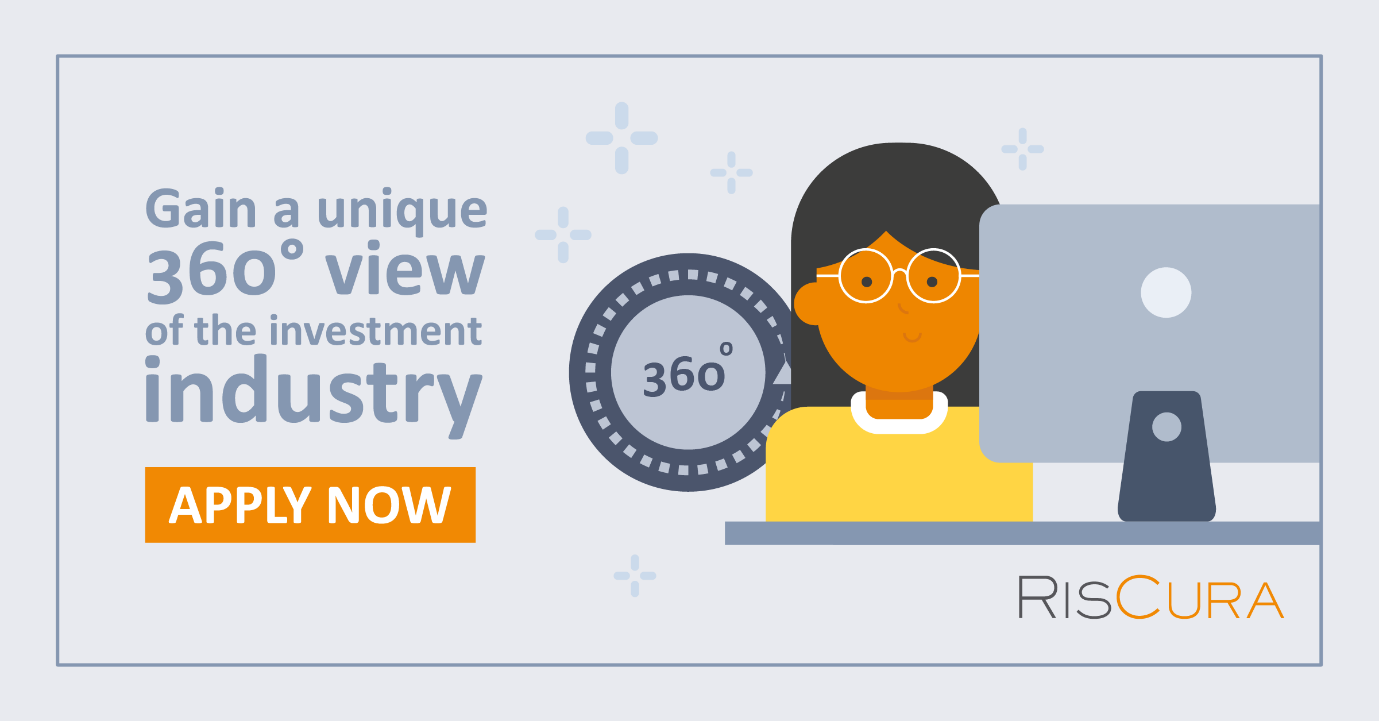 Gain a unique
360° view
of the investment
industry
APPLY NOW
360°
RISCURA